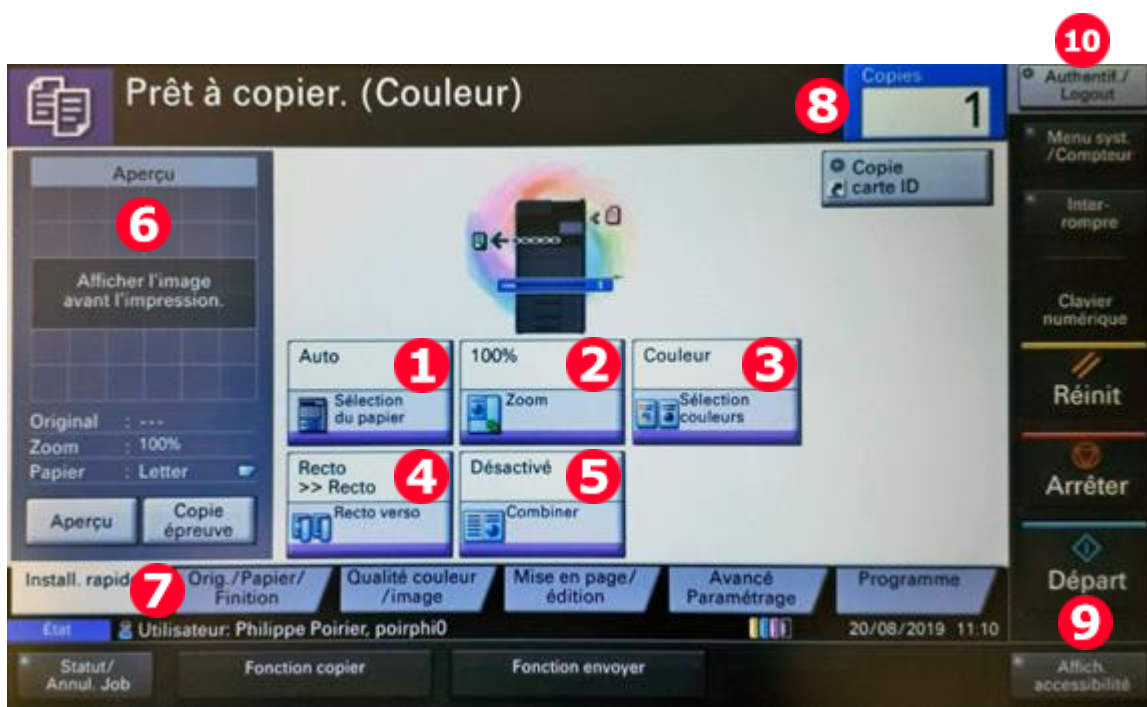 10
Prêt à copier. (Couleur)
8
Copies
1
Authentif./
Logout
Menu syst.
/Compteur
Inter-
rompre
Clavier
numérique
Réinit
Arrêter
Départ
9
Affich.
accessibilité
Aperçu
6
Afficher l'image
avant l'impression.
Original : ---
Zoom : 100%
Papier : Letter
Aperçu
Copie
épreuve
Copie
carte ID
Auto
1
Sélection
du papier
100%
2
Zoom
Couleur
3
Sélection
couleurs
Recto
>> Recto
4
Recto verso
Désactivé
5
Combiner
Install. rapide
7
Orig./Papier/
Finition
Qualité couleur
/image
Mise en page/
édition
Avancé
Paramétrage
Programme
État
Utilisateur: Philippe Poirier, poirphi0
20/08/2019 11:10
Statut/
Annul. Job
Fonction copier
Fonction envoyer